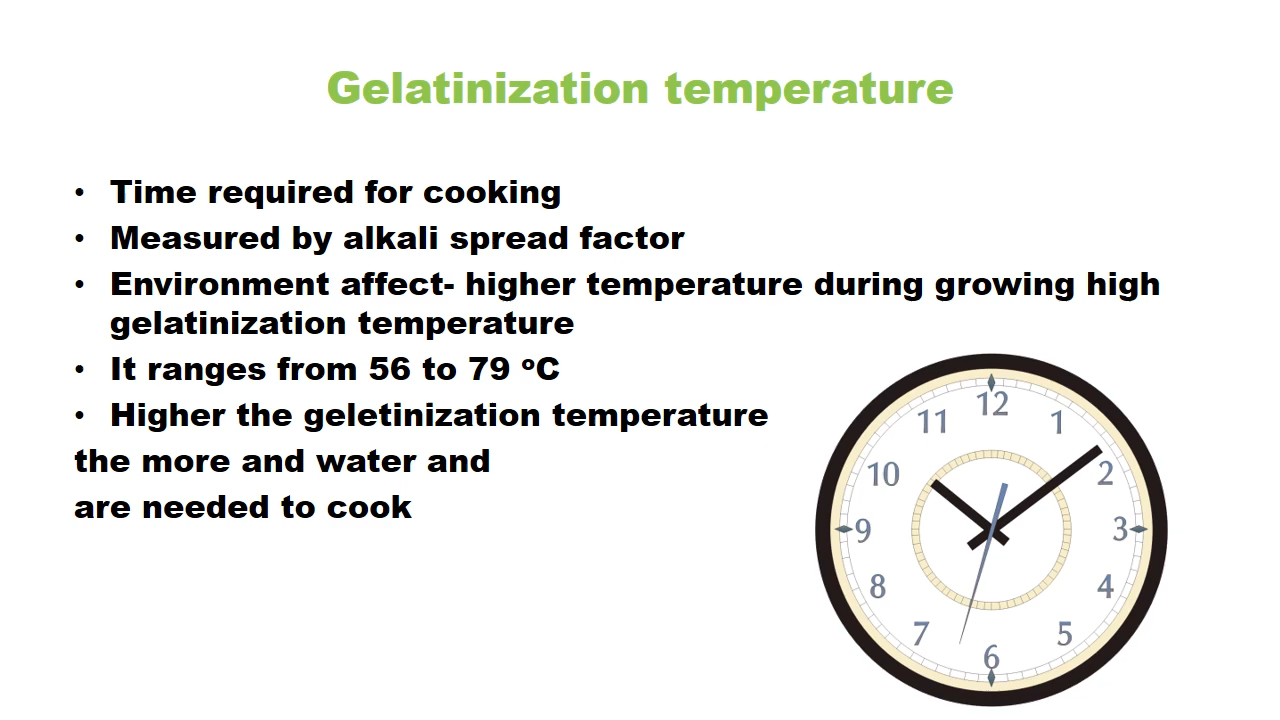 Gelatinization temperature
• Time required for cooking
• Measured by alkali spread factor
• Environment affect- higher temperature during growing high
gelatinization temperature
• It ranges from 56 to 79 ºC
• Higher the geletinization temperature
the more and water and
are needed to cook
12
1
2
3
4
5
6
7
8
9
10
11